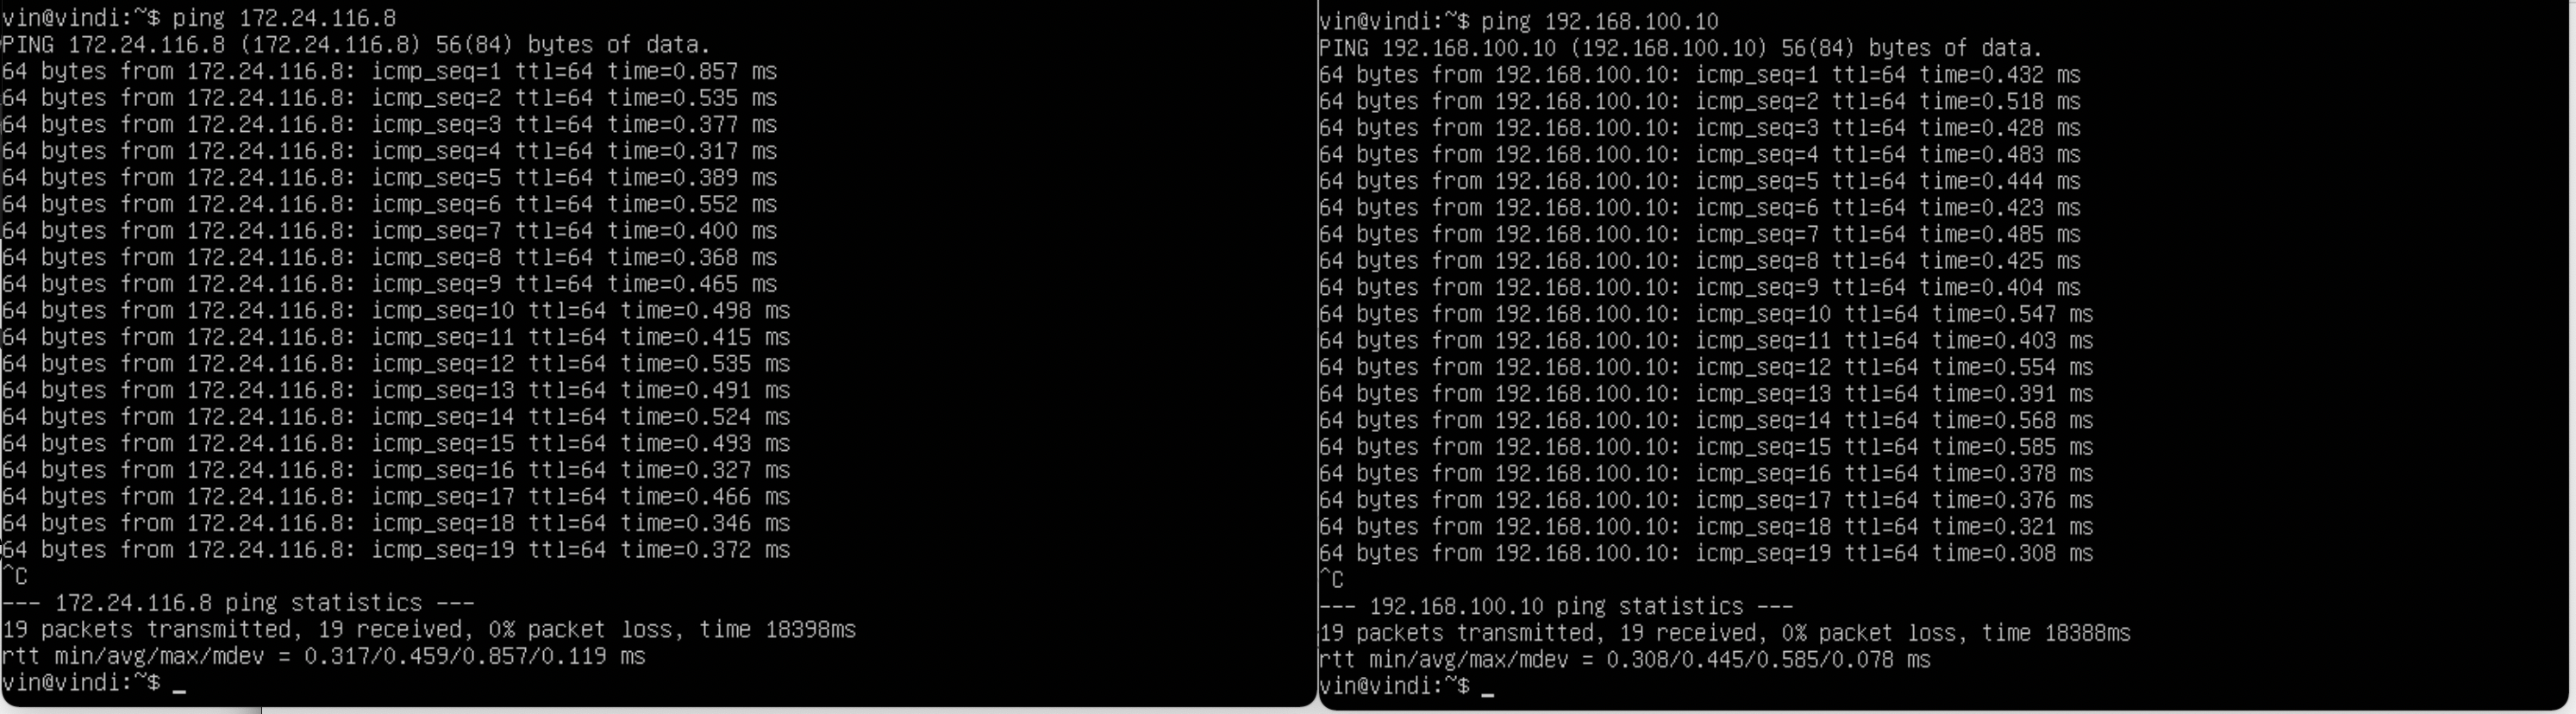 vin@vindi:~$ ping 172.24.116.8
PING 172.24.116.8 (172.24.116.8) 56(84) bytes of data.
64 bytes from 172.24.116.8: icmp_seq=1 ttl=64 time=0.857 ms
64 bytes from 172.24.116.8: icmp_seq=2 ttl=64 time=0.535 ms
64 bytes from 172.24.116.8: icmp_seq=3 ttl=64 time=0.377 ms
64 bytes from 172.24.116.8: icmp_seq=4 ttl=64 time=0.317 ms
64 bytes from 172.24.116.8: icmp_seq=5 ttl=64 time=0.389 ms
64 bytes from 172.24.116.8: icmp_seq=6 ttl=64 time=0.552 ms
64 bytes from 172.24.116.8: icmp_seq=7 ttl=64 time=0.400 ms
64 bytes from 172.24.116.8: icmp_seq=8 ttl=64 time=0.368 ms
64 bytes from 172.24.116.8: icmp_seq=9 ttl=64 time=0.465 ms
64 bytes from 172.24.116.8: icmp_seq=10 ttl=64 time=0.498 ms
64 bytes from 172.24.116.8: icmp_seq=11 ttl=64 time=0.415 ms
64 bytes from 172.24.116.8: icmp_seq=12 ttl=64 time=0.535 ms
64 bytes from 172.24.116.8: icmp_seq=13 ttl=64 time=0.491 ms
64 bytes from 172.24.116.8: icmp_seq=14 ttl=64 time=0.524 ms
64 bytes from 172.24.116.8: icmp_seq=15 ttl=64 time=0.493 ms
64 bytes from 172.24.116.8: icmp_seq=16 ttl=64 time=0.327 ms
64 bytes from 172.24.116.8: icmp_seq=17 ttl=64 time=0.466 ms
64 bytes from 172.24.116.8: icmp_seq=18 ttl=64 time=0.346 ms
64 bytes from 172.24.116.8: icmp_seq=19 ttl=64 time=0.372 ms
^C
--- 172.24.116.8 ping statistics ---
19 packets transmitted, 19 received, 0% packet loss, time 18398ms
rtt min/avg/max/mdev = 0.317/0.459/0.857/0.119 ms
vin@vindi:~$ _
vin@vindi:~$ ping 192.168.100.10
PING 192.168.100.10 (192.168.100.10) 56(84) bytes of data.
64 bytes from 192.168.100.10: icmp_seq=1 ttl=64 time=0.432 ms
64 bytes from 192.168.100.10: icmp_seq=2 ttl=64 time=0.518 ms
64 bytes from 192.168.100.10: icmp_seq=3 ttl=64 time=0.428 ms
64 bytes from 192.168.100.10: icmp_seq=4 ttl=64 time=0.483 ms
64 bytes from 192.168.100.10: icmp_seq=5 ttl=64 time=0.444 ms
64 bytes from 192.168.100.10: icmp_seq=6 ttl=64 time=0.423 ms
64 bytes from 192.168.100.10: icmp_seq=7 ttl=64 time=0.485 ms
64 bytes from 192.168.100.10: icmp_seq=8 ttl=64 time=0.425 ms
64 bytes from 192.168.100.10: icmp_seq=9 ttl=64 time=0.404 ms
64 bytes from 192.168.100.10: icmp_seq=10 ttl=64 time=0.547 ms
64 bytes from 192.168.100.10: icmp_seq=11 ttl=64 time=0.403 ms
64 bytes from 192.168.100.10: icmp_seq=12 ttl=64 time=0.554 ms
64 bytes from 192.168.100.10: icmp_seq=13 ttl=64 time=0.391 ms
64 bytes from 192.168.100.10: icmp_seq=14 ttl=64 time=0.568 ms
64 bytes from 192.168.100.10: icmp_seq=15 ttl=64 time=0.585 ms
64 bytes from 192.168.100.10: icmp_seq=16 ttl=64 time=0.378 ms
64 bytes from 192.168.100.10: icmp_seq=17 ttl=64 time=0.376 ms
64 bytes from 192.168.100.10: icmp_seq=18 ttl=64 time=0.321 ms
64 bytes from 192.168.100.10: icmp_seq=19 ttl=64 time=0.308 ms
^C
--- 192.168.100.10 ping statistics ---
19 packets transmitted, 19 received, 0% packet loss, time 18388ms
rtt min/avg/max/mdev = 0.308/0.445/0.585/0.078 ms
vin@vindi:~$ _